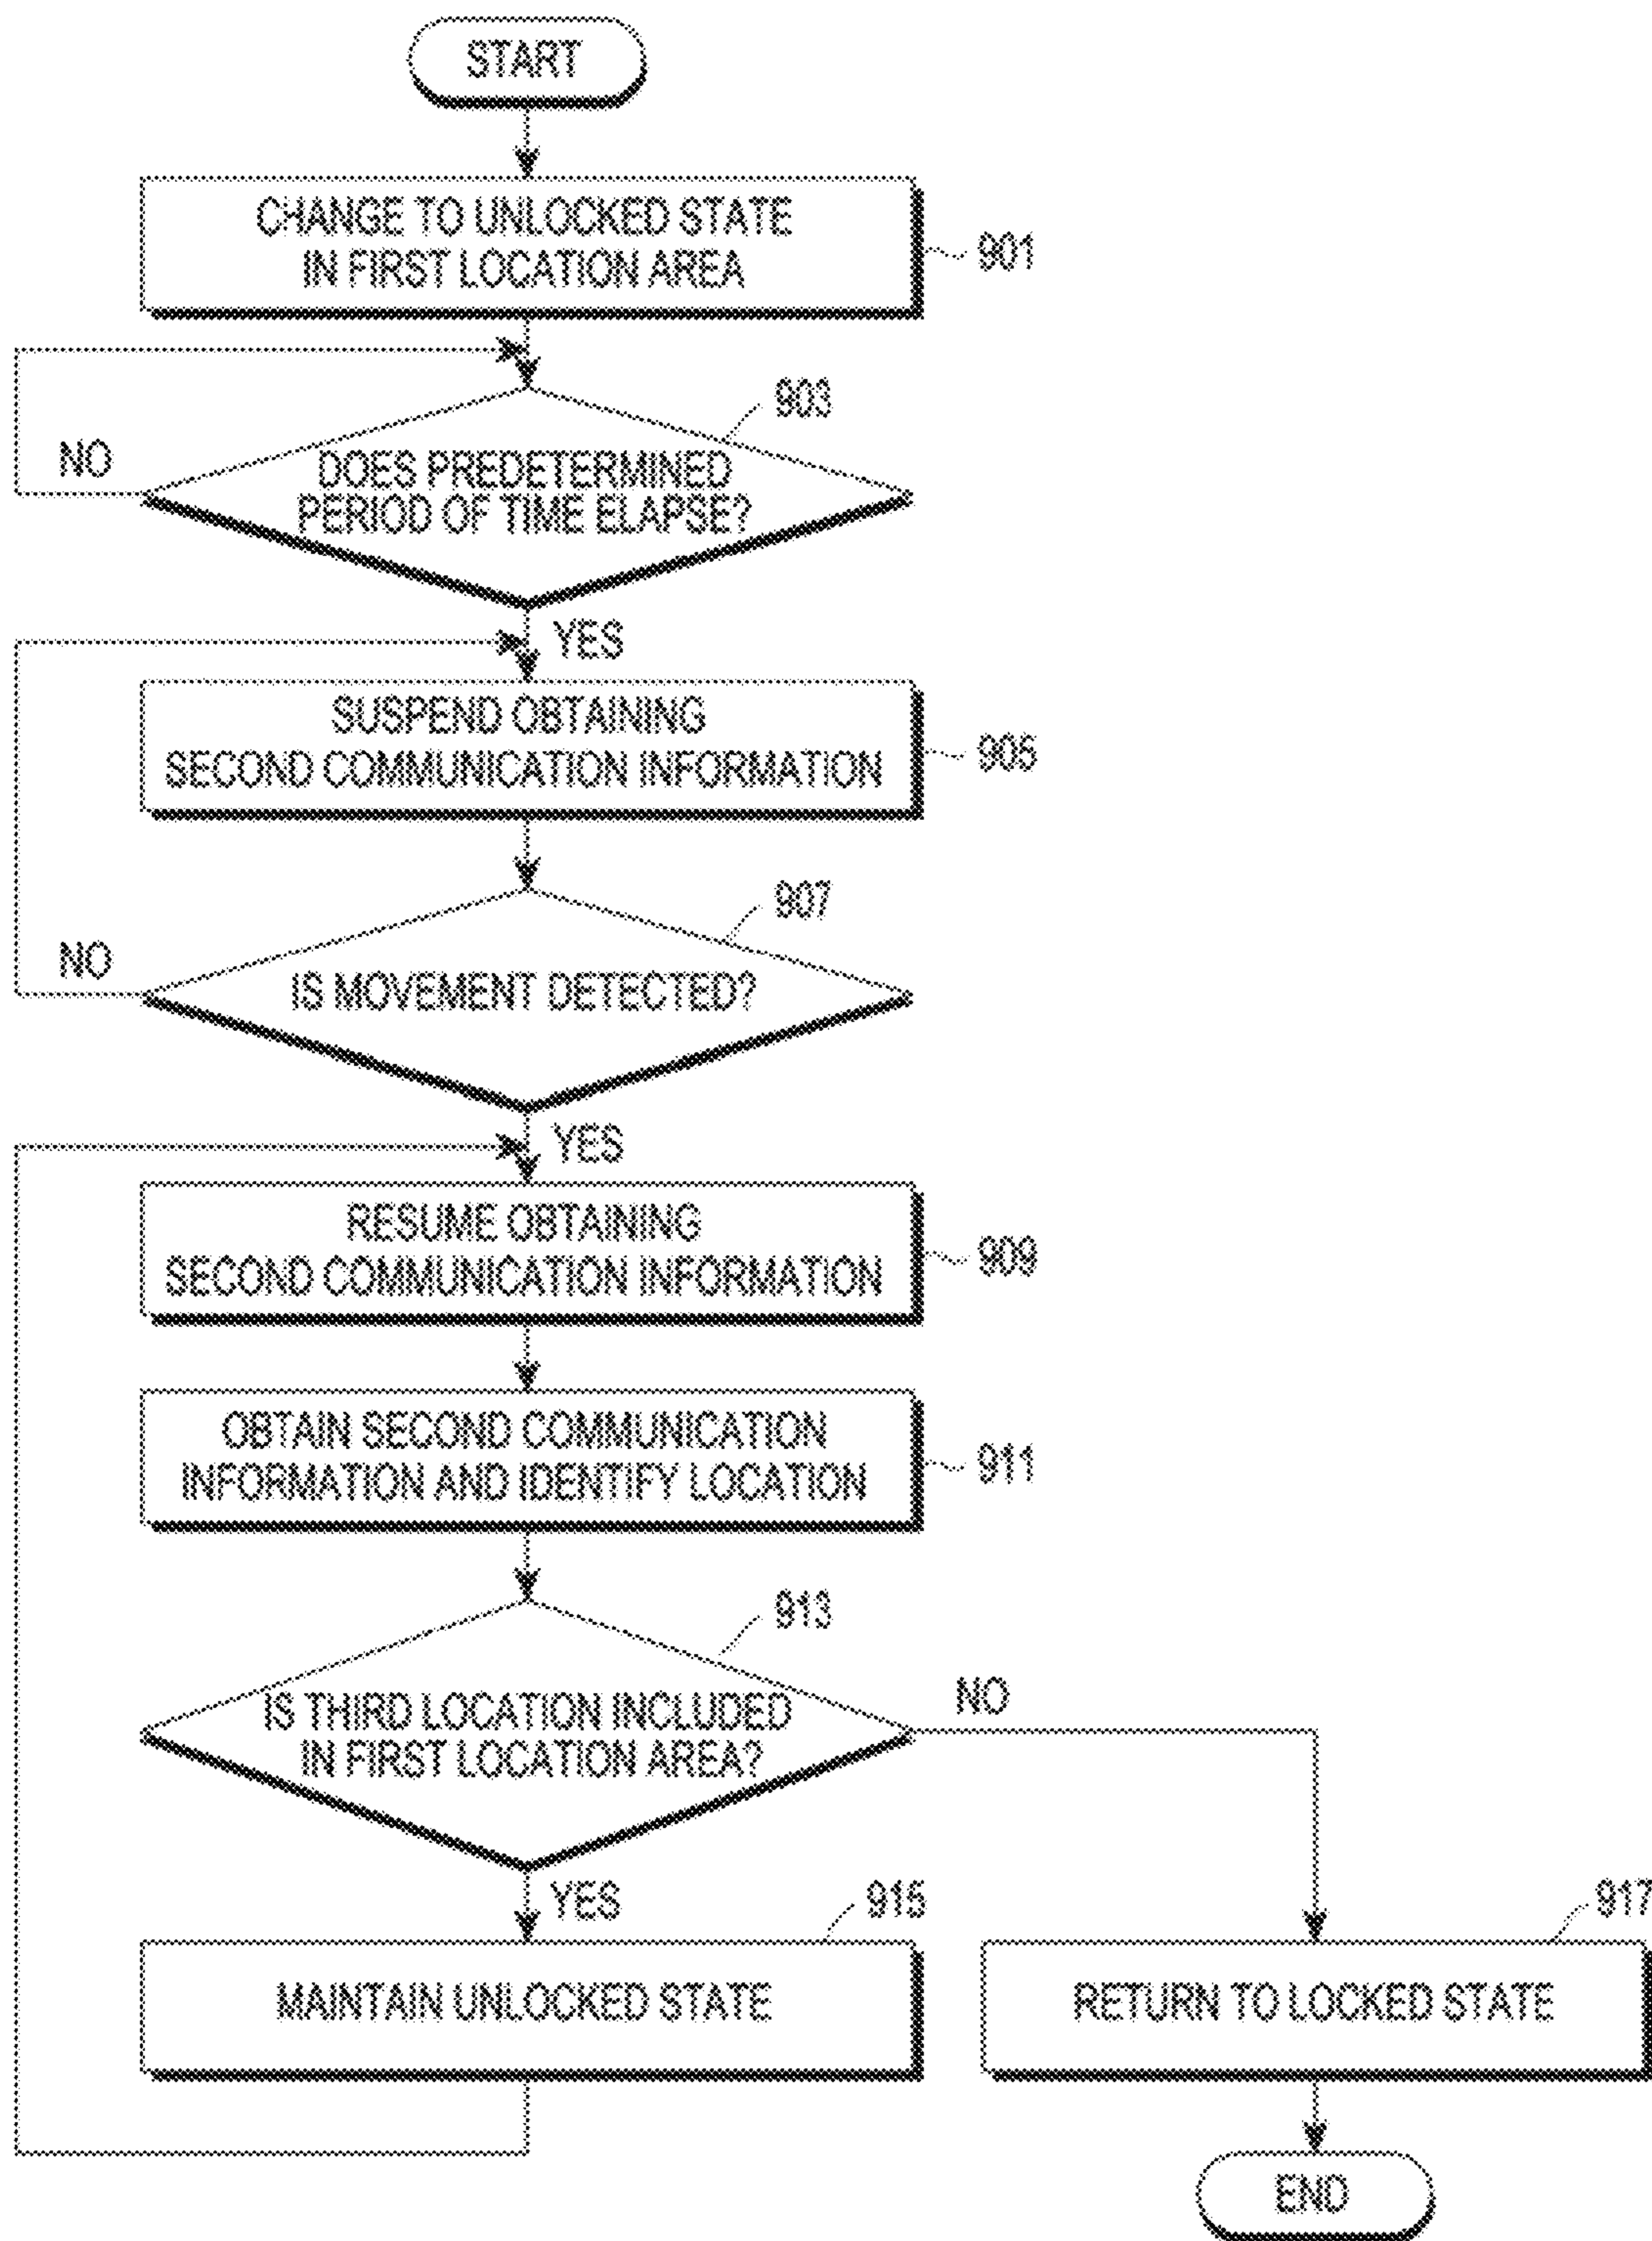 START
CHANGE TO UNLOCKED STATE
IN FIRST LOCATION AREA
901
903
NO
DOES PREDETERMINED
PERIOD OF TIME ELAPSE?
YES
SUSPEND OBTAINING
SECOND COMMUNICATION INFORMATION
905
907
NO
IS MOVEMENT DETECTED?
YES
RESUME OBTAINING
SECOND COMMUNICATION INFORMATION
909
OBTAIN SECOND COMMUNICATION
INFORMATION AND IDENTIFY LOCATION
911
913
IS THIRD LOCATION INCLUDED
IN FIRST LOCATION AREA?
NO
YES
915
917
MAINTAIN UNLOCKED STATE
RETURN TO LOCKED STATE
END